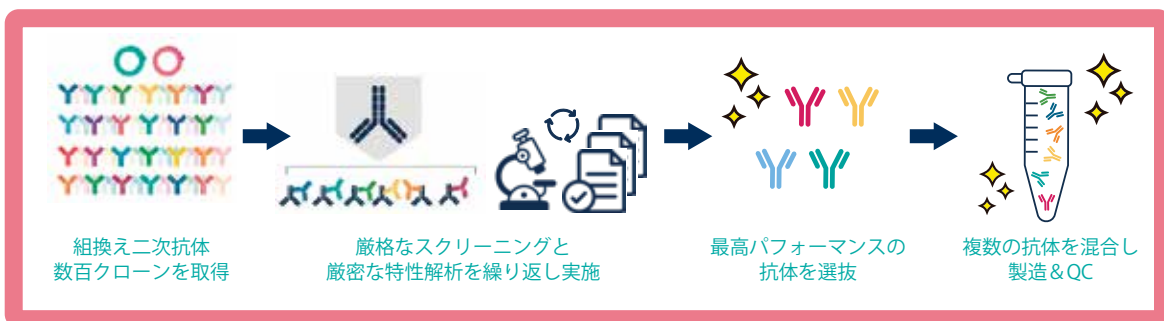 組換え二次抗体
数百クローンを取得
厳格なスクリーニングと
厳密な特性解析を繰り返し実施
最高パフォーマンスの
抗体を選抜
複数の抗体を混合し
製造&QC